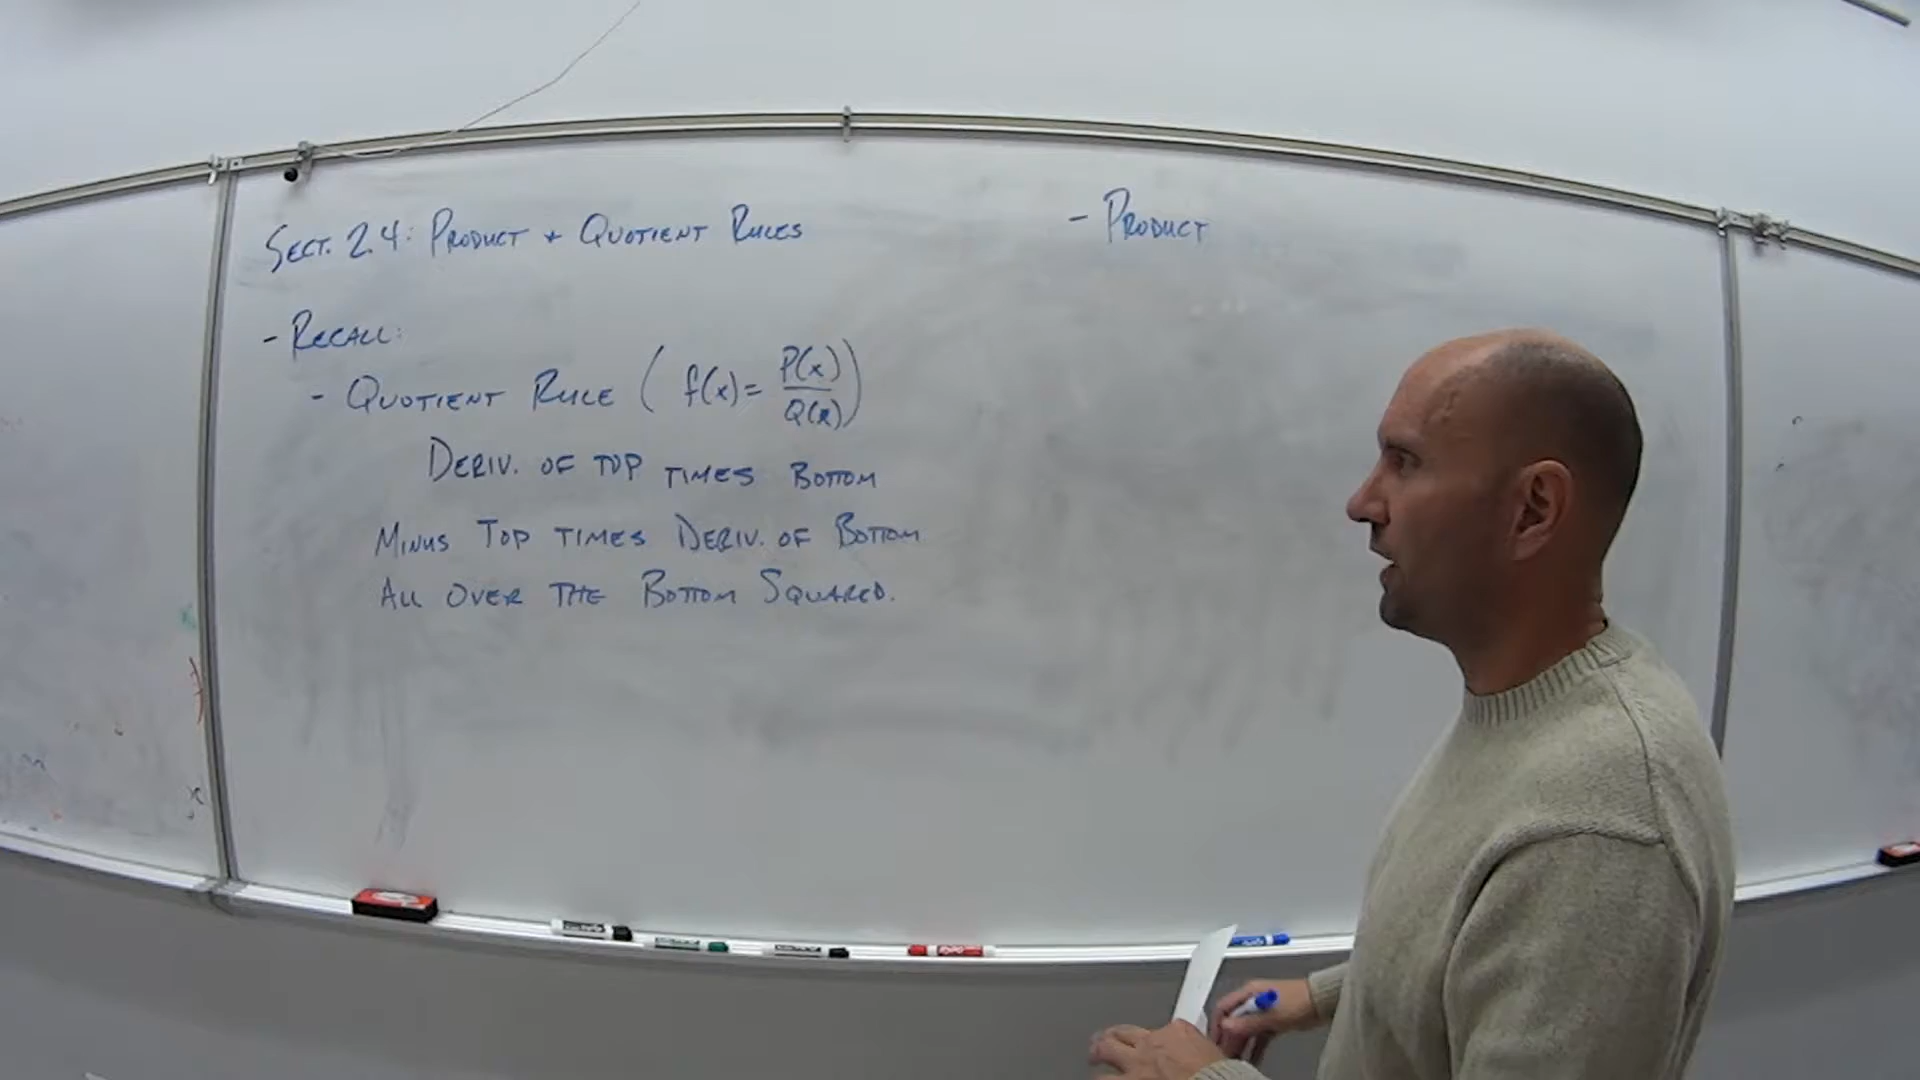 SECT. 2.4: PRODUCT + QUOTIENT RULES
- RECALL:
- QUOTIENT RULE ( f(x) = P(x)/Q(x) )
DERIV. OF TOP TIMES BOTTOM
MINUS TOP TIMES DERIV. OF BOTTOM
ALL OVER THE BOTTOM SQUARED.
- PRODUCT